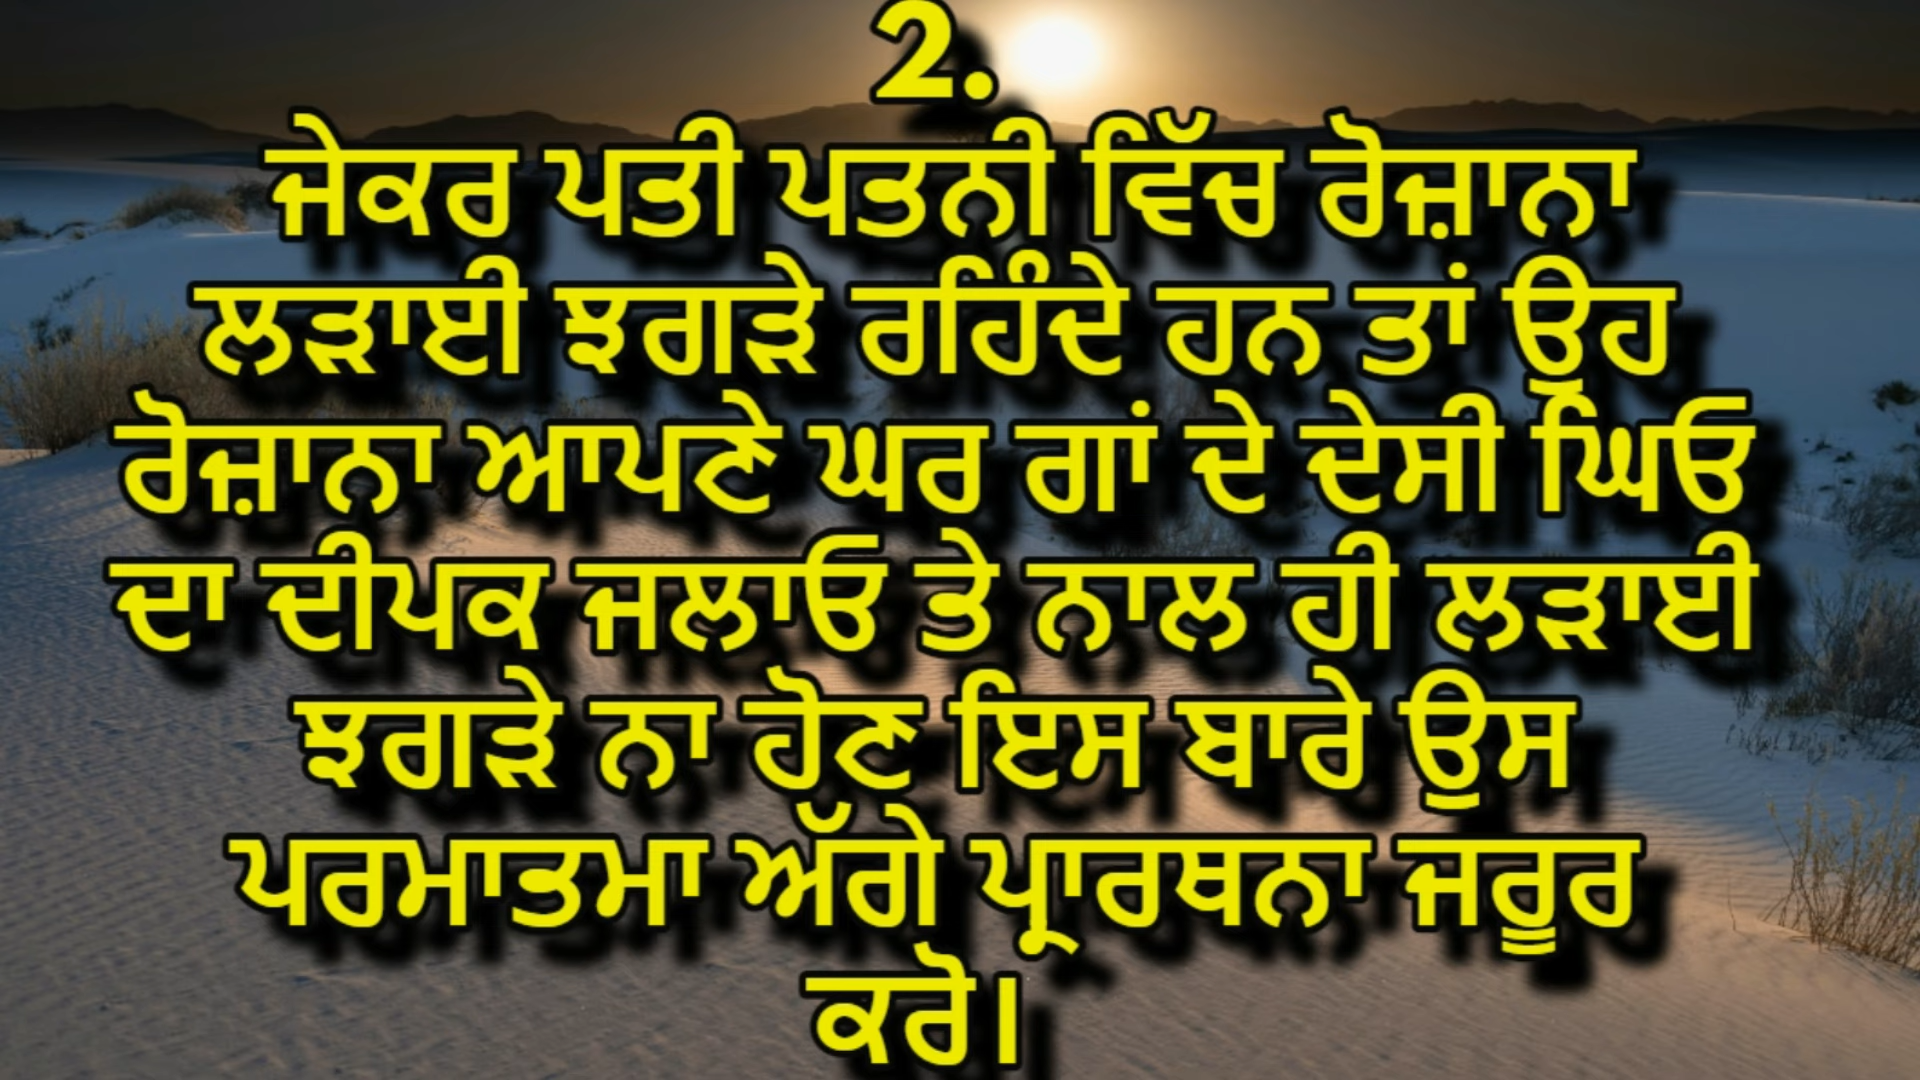 2.
ਜੇਕਰ ਪਤੀ ਪਤਨੀ ਵਿੱਚ ਰੋਜ਼ਾਨਾ
ਲੜਾਈ ਝਗੜੇ ਰਹਿੰਦੇ ਹਨ ਤਾਂ ਉਹ
ਰੋਜ਼ਾਨਾ ਆਪਣੇ ਘਰ ਗਾਂ ਦੇ ਦੇਸੀ ਘਿਓ
ਦਾ ਦੀਪਕ ਜਲਾਓ ਤੇ ਨਾਲ ਹੀ ਲੜਾਈ
ਝਗੜੇ ਨਾ ਹੋਣ ਇਸ ਬਾਰੇ ਉਸ
ਪਰਮਾਤਮਾ ਅੱਗੇ ਪ੍ਰਾਰਥਨਾ ਜਰੂਰ
ਕਰੋ।